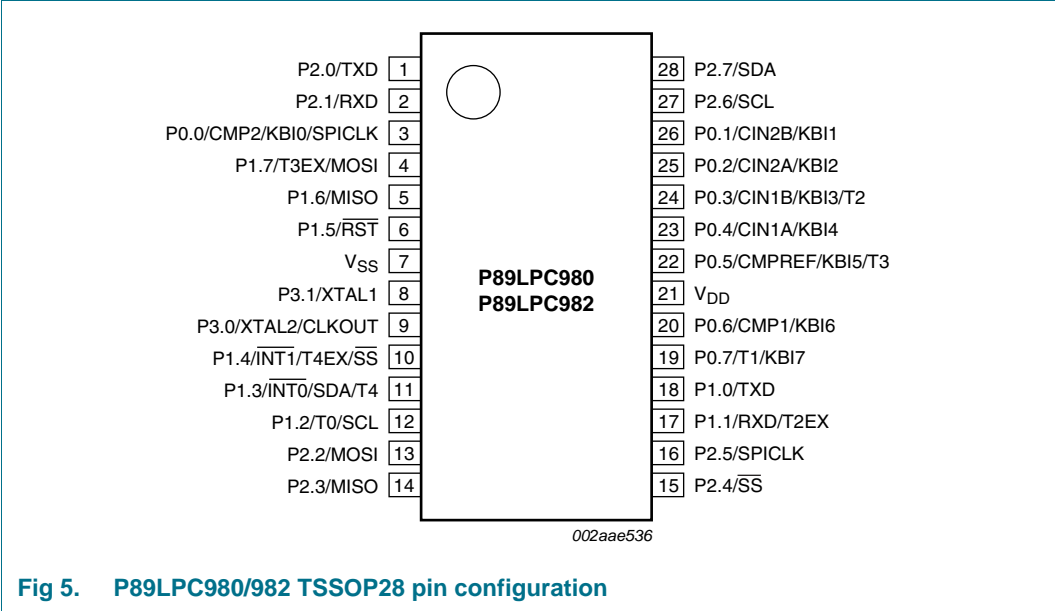 P2.0/TXD 1
P2.1/RXD 2
P0.0/CMP2/KBI0/SPICLK 3
P1.7/T3EX/MOSI 4
P1.6/MISO 5
P1.5/R̅S̅T̅ 6
VSS 7
P3.1/XTAL1 8
P3.0/XTAL2/CLKOUT 9
P1.4/I̅N̅T̅1̅/T4EX/S̅S̅ 10
P1.3/I̅N̅T̅0̅/SDA/T4 11
P1.2/T0/SCL 12
P2.2/MOSI 13
P2.3/MISO 14
P89LPC980
P89LPC982
28 P2.7/SDA
27 P2.6/SCL
26 P0.1/CIN2B/KBI1
25 P0.2/CIN2A/KBI2
24 P0.3/CIN1B/KBI3/T2
23 P0.4/CIN1A/KBI4
22 P0.5/CMPREF/KBI5/T3
21 VDD
20 P0.6/CMP1/KBI6
19 P0.7/T1/KBI7
18 P1.0/TXD
17 P1.1/RXD/T2EX
16 P2.5/SPICLK
15 P2.4/S̅S̅
002aae536
Fig 5. P89LPC980/982 TSSOP28 pin configuration